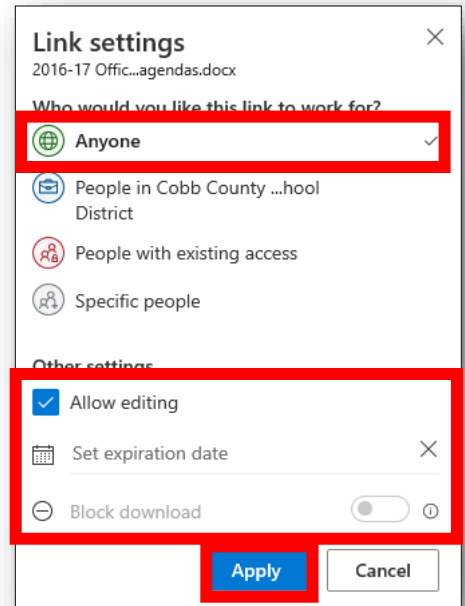 Link settings
2016-17 Offic...agendas.docx
Who would you like this link to work for?
Anyone
People in Cobb County ...hool
District
People with existing access
Specific people
Other settings
Allow editing
Set expiration date
Block download
Apply
Cancel